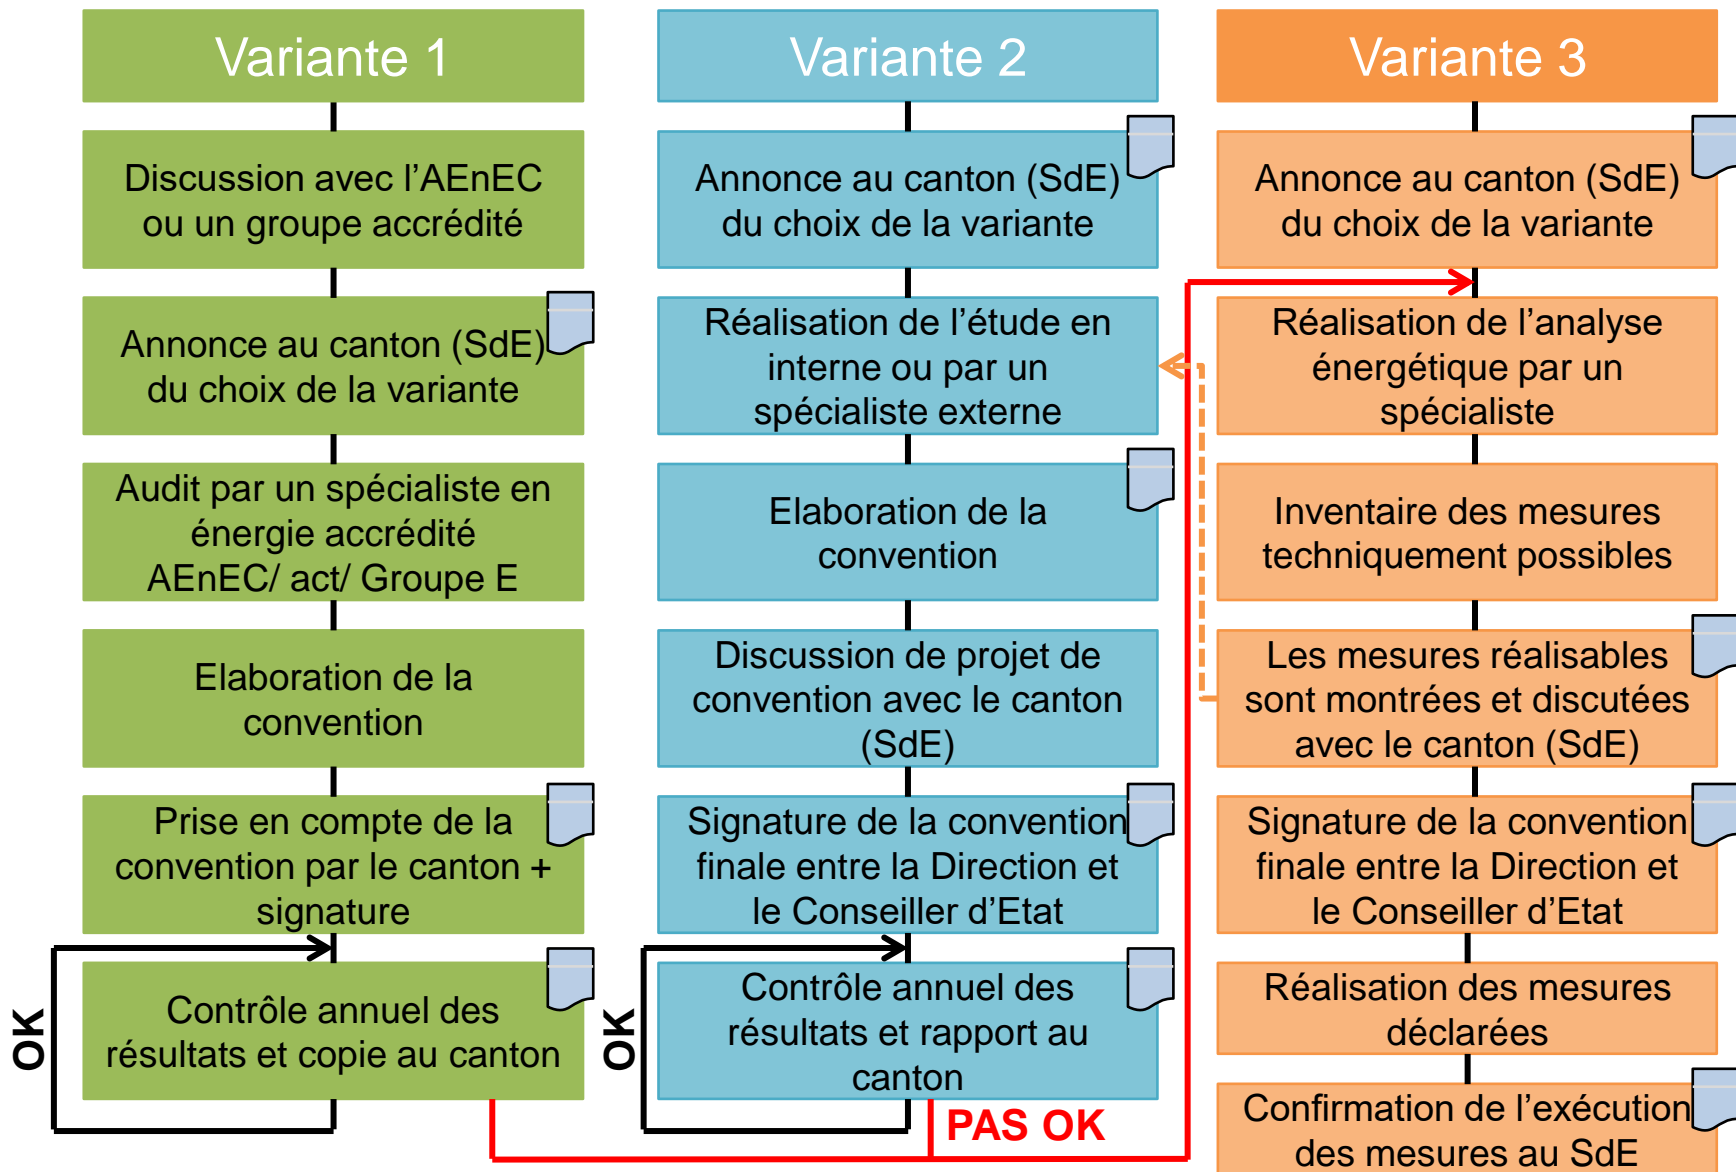 Variante 1
Discussion avec l’AEnEC
ou un groupe accrédité
Annonce au canton (SdE)
du choix de la variante
Audit par un spécialiste en
énergie accrédité
AEnEC/ act/ Groupe E
Elaboration de la
convention
Prise en compte de la
convention par le canton +
signature
OK
Contrôle annuel des
résultats et copie au canton
Variante 2
Annonce au canton (SdE)
du choix de la variante
Réalisation de l’étude en
interne ou par un
spécialiste externe
Elaboration de la
convention
Discussion de projet de
convention avec le canton
(SdE)
Signature de la convention
finale entre la Direction et
le Conseiller d’Etat
OK
Contrôle annuel des
résultats et rapport au
canton
PAS OK
Variante 3
Annonce au canton (SdE)
du choix de la variante
Réalisation de l’analyse
énergétique par un
spécialiste
Inventaire des mesures
techniquement possibles
Les mesures réalisables
sont montrées et discutées
avec le canton (SdE)
Signature de la convention
finale entre la Direction et
le Conseiller d’Etat
Réalisation des mesures
déclarées
Confirmation de l’exécution
des mesures au SdE